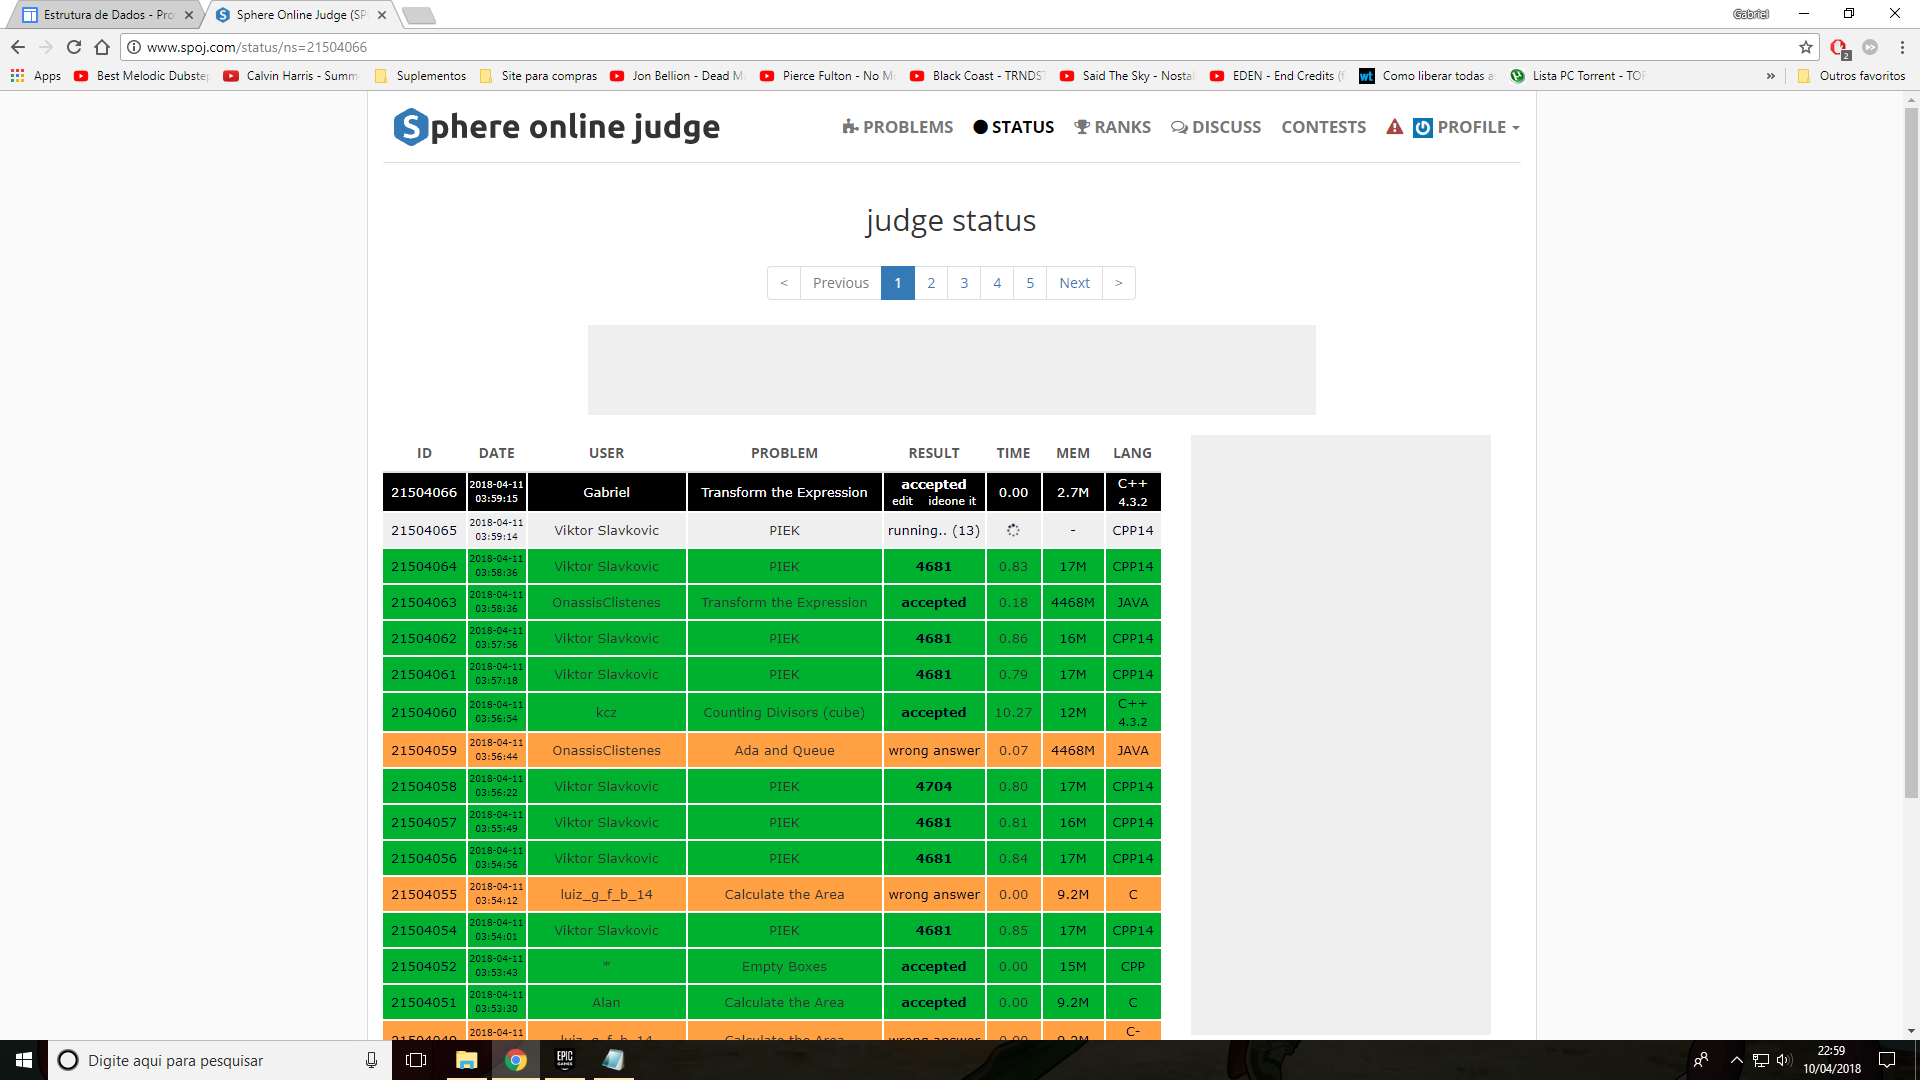 Estrutura de Dados - Pro
Sphere Online Judge (SP
Gabriel
www.spoj.com/status/ns=21504066
2
Apps
Best Melodic Dubste
Calvin Harris - Summ
Suplementos
Site para compras
Jon Bellion - Dead M
Pierce Fulton - No M
Black Coast - TRNDS
Said The Sky - Nosta
EDEN - End Credits (f
wt Como liberar todas a
Lista PC Torrent - TOR
»
Outros favoritos
Sphere online judge
PROBLEMS STATUS RANKS DISCUSS CONTESTS PROFILE
judge status
< Previous 1 2 3 4 5 Next >
ID DATE USER PROBLEM RESULT TIME MEM LANG
21504066 2018-04-11 03:59:15 Gabriel Transform the Expression accepted edit ideone it 0.00 2.7M C++ 4.3.2
21504065 2018-04-11 03:59:14 Viktor Slavkovic PIEK running.. (13) - CPP14
21504064 2018-04-11 03:58:36 Viktor Slavkovic PIEK 4681 0.83 17M CPP14
21504063 2018-04-11 03:58:36 OnassisClistenes Transform the Expression accepted 0.18 4468M JAVA
21504062 2018-04-11 03:57:56 Viktor Slavkovic PIEK 4681 0.86 16M CPP14
21504061 2018-04-11 03:57:18 Viktor Slavkovic PIEK 4681 0.79 17M CPP14
21504060 2018-04-11 03:56:54 kcz Counting Divisors (cube) accepted 10.27 12M C++ 4.3.2
21504059 2018-04-11 03:56:44 OnassisClistenes Ada and Queue wrong answer 0.07 4468M JAVA
21504058 2018-04-11 03:56:22 Viktor Slavkovic PIEK 4704 0.80 17M CPP14
21504057 2018-04-11 03:55:49 Viktor Slavkovic PIEK 4681 0.81 16M CPP14
21504056 2018-04-11 03:54:56 Viktor Slavkovic PIEK 4681 0.84 17M CPP14
21504055 2018-04-11 03:54:12 luiz_g_f_b_14 Calculate the Area wrong answer 0.00 9.2M C
21504054 2018-04-11 03:54:01 Viktor Slavkovic PIEK 4681 0.85 17M CPP14
21504052 2018-04-11 03:53:43 * Empty Boxes accepted 0.00 15M CPP
21504051 2018-04-11 03:53:30 Alan Calculate the Area accepted 0.00 9.2M C
2018-04-11 luiz_g_f_b_14 Calculate the Area wrong answer 0.00 9.2M C-
Digite aqui para pesquisar
EPIC GAMES
22:59
10/04/2018